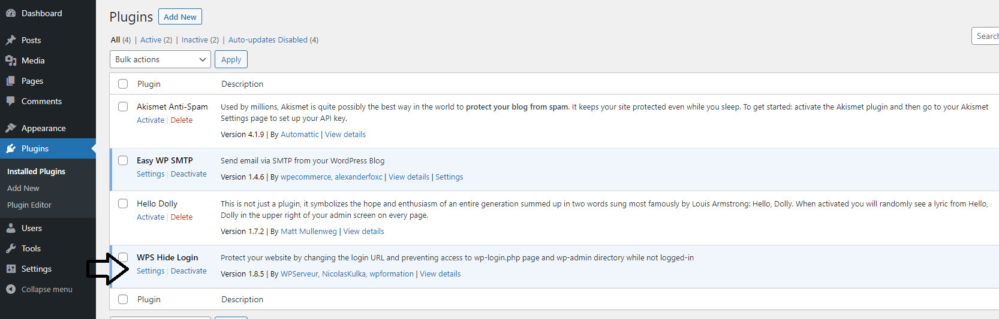 Dashboard
Posts
Media
Pages
Comments
Appearance
Plugins
Installed Plugins
Add New
Plugin Editor
Users
Tools
Settings
Collapse menu
Plugins Add New
All (4) | Active (2) | Inactive (2) | Auto-updates Disabled (4)
Search
Bulk actions Apply
Plugin Description
Akismet Anti-Spam
Activate | Delete
Used by millions, Akismet is quite possibly the best way in the world to protect your blog from spam. It keeps your site protected even while you sleep. To get started: activate the Akismet plugin and then go to your Akismet
Settings page to set up your API key.
Version 4.1.9 | By Automattic | View details
Easy WP SMTP
Settings | Deactivate
Send email via SMTP from your WordPress Blog
Version 1.4.6 | By wpecommerce, alexanderfoxc | View details | Settings
Hello Dolly
Activate | Delete
This is not just a plugin, it symbolizes the hope and enthusiasm of an entire generation summed up in two words sung most famously by Louis Armstrong: Hello, Dolly. When activated you will randomly see a lyric from Hello,
Dolly in the upper right of your admin screen on every page.
Version 1.7.2 | By Matt Mullenweg | View details
WPS Hide Login
Settings | Deactivate
Protect your website by changing the login URL and preventing access to wp-login.php page and wp-admin directory while not logged-in
Version 1.8.5 | By WPServeur, NicolasKulka, wpformation | View details
Plugin Description